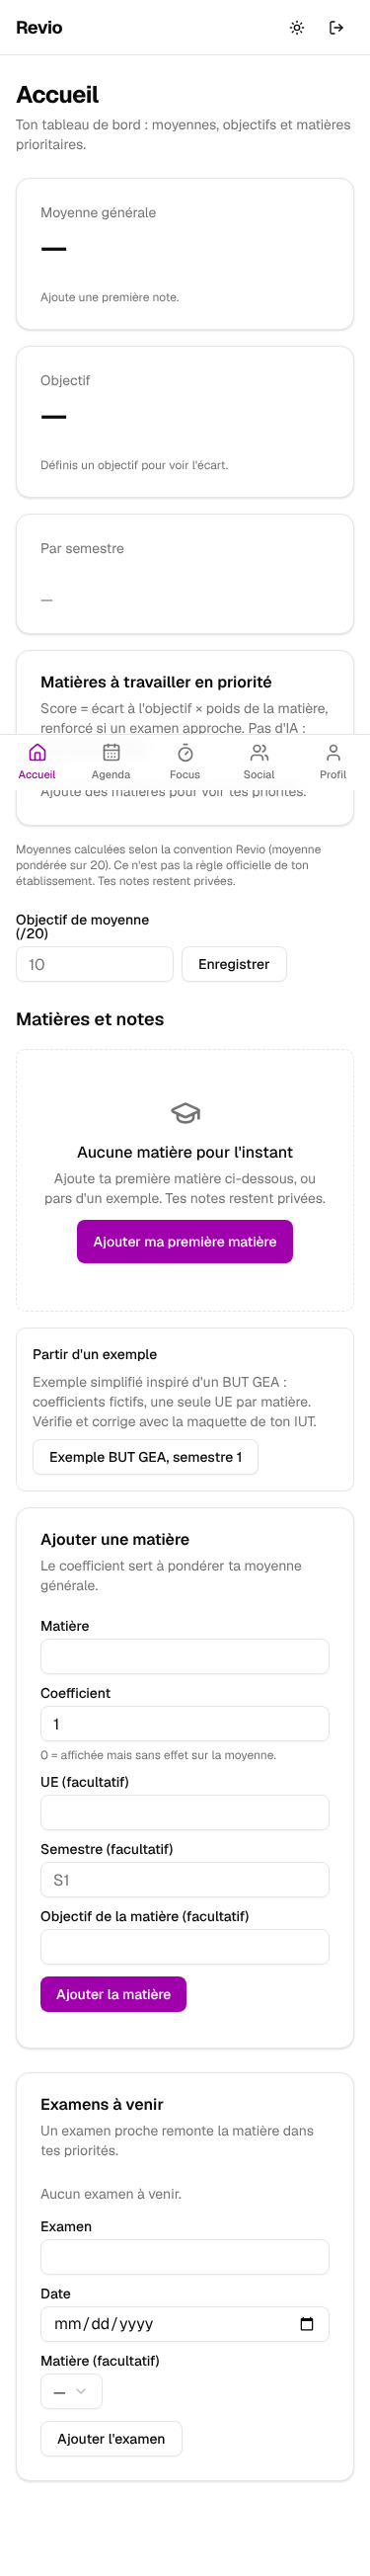 Revio
Accueil
Ton tableau de bord : moyennes, objectifs et matières
prioritaires.
Moyenne générale
—
Ajoute une première note.
Objectif
—
Définis un objectif pour voir l'écart.
Par semestre
—
Matières à travailler en priorité
Score = écart à l'objectif × poids de la matière,
renforcé si un examen approche. Pas d'IA :
Accueil
Agenda
Focus
Social
Profil
Ajoute des matières pour voir tes priorités.
Moyennes calculées selon la convention Revio (moyenne
pondérée sur 20). Ce n'est pas la règle officielle de ton
établissement. Tes notes restent privées.
Objectif de moyenne
(/20)
10
Enregistrer
Matières et notes
Aucune matière pour l'instant
Ajoute ta première matière ci-dessous, ou
pars d'un exemple. Tes notes restent privées.
Ajouter ma première matière
Partir d'un exemple
Exemple simplifié inspiré d'un BUT GEA :
coefficients fictifs, une seule UE par matière.
Vérifie et corrige avec la maquette de ton IUT.
Exemple BUT GEA, semestre 1
Ajouter une matière
Le coefficient sert à pondérer ta moyenne
générale.
Matière
Coefficient
1
0 = affichée mais sans effet sur la moyenne.
UE (facultatif)
Semestre (facultatif)
S1
Objectif de la matière (facultatif)
Ajouter la matière
Examens à venir
Un examen proche remonte la matière dans
tes priorités.
Aucun examen à venir.
Examen
Date
mm/dd/yyyy
Matière (facultatif)
—
Ajouter l'examen